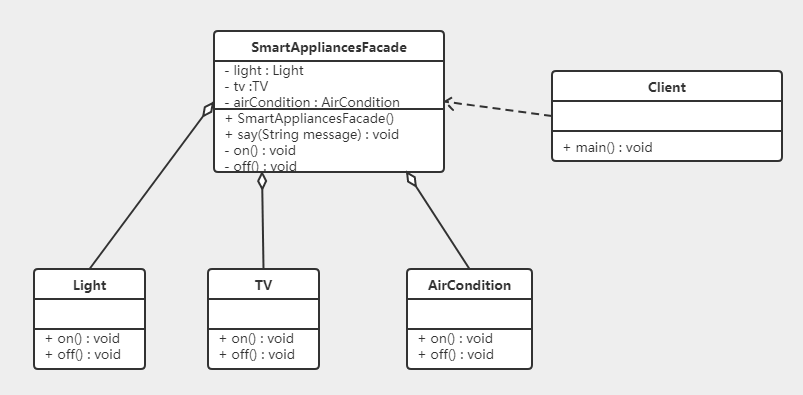 SmartAppliancesFacade
- light : Light
- tv :TV
- airCondition : AirCondition
+ SmartAppliancesFacade()
+ say(String message) : void
- on() : void
- off() : void
Client
+ main() : void
Light
+ on() : void
+ off() : void
TV
+ on() : void
+ off() : void
AirCondition
+ on() : void
+ off() : void